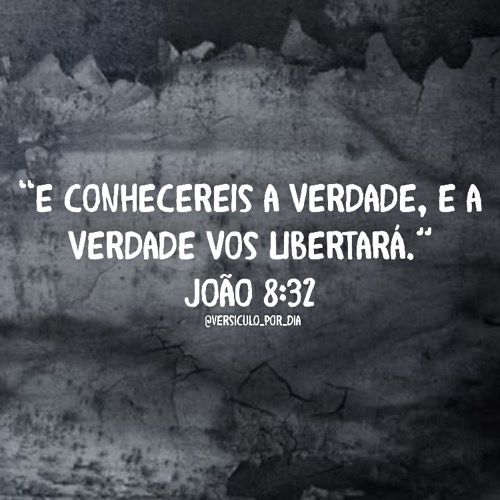 “E CONHECEREIS A VERDADE, E A
VERDADE VOS LIBERTARÁ.”
JOÃO 8:32
@VERSICULO_POR_DIA